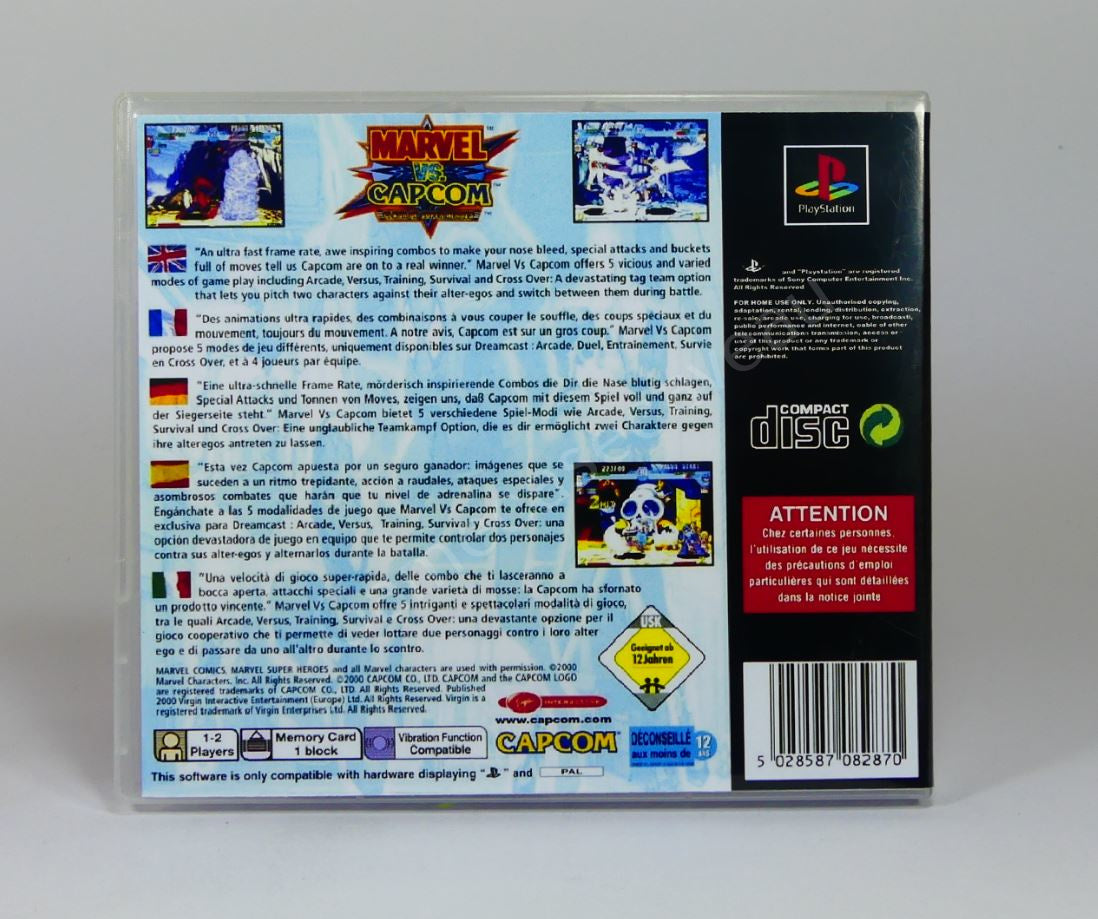 MARVEL
VS.
CAPCOM
"An ultra fast frame rate, awe inspiring combos to make your nose bleed, special attacks and buckets
full of moves tell us Capcom are on to a real winner." Marvel Vs Capcom offers 5 vicious and varied
modes of game play including Arcade, Versus, Training, Survival and Cross Over: A devastating tag team option
that lets you pitch two characters against their alter-egos and switch between them during battle.
"Des animations ultra rapides, des combinaisons à vous couper le souffle, des coups spéciaux et du
mouvement, toujours du mouvement. A notre avis, Capcom est sur un gros coup." Marvel Vs Capcom
propose 5 modes de jeu différents, uniquement disponibles sur Dreamcast : Arcade, Duel, Entrainement, Survie
en Cross Over, et à 4 joueurs par équipe.
"Eine ultra-schnelle Frame Rate, mörderisch inspirierende Combos die Dir die Nase blutig schlagen,
Special Attacks und Tonnen von Moves, zeigen uns, daß Capcom mit diesem Spiel voll und ganz auf
der Siegerseite steht." Marvel Vs Capcom bietet 5 verschiedene Spiel-Modi wie Arcade, Versus, Training,
Survival und Cross Over: Eine unglaubliche Teamkampf Option, die es dir ermöglicht zwei Charaktere gegen
ihre alteregos antreten zu lassen.
"Esta vez Capcom apuesta por un seguro ganador: imágenes que se
suceden a un ritmo trepidante, acción a raudales, ataques especiales y
asombrosos combates que harán que tu nivel de adrenalina se dispare".
Engánchate a las 5 modalidades de juego que Marvel Vs Capcom te ofrece en
exclusiva para Dreamcast : Arcade, Versus, Training, Survival y Cross Over: una
opción devastadora de juego en equipo que te permite controlar dos personajes
contra sus alter-egos y alternarlos durante la batalla.
"Una velocità di gioco super-rapida, delle combo che ti lasceranno a
bocca aperta, attacchi speciali e una grande varietà di mosse: la Capcom ha sfornato
un prodotto vincente." Marvel Vs Capcom offre 5 intriganti e spettacolari modalità di gioco,
tra le quali Arcade, Versus, Training, Survival e Cross Over: una devastante opzione per il
gioco cooperativo che ti permette di veder lottare due personaggi contro i loro alter
ego e di passare da uno all'altro durante lo scontro.
MARVEL COMICS, MARVEL SUPER HEROES and all Marvel characters are used with permission. ©2000
Marvel Characters, Inc. All Rights Reserved. ©2000 CAPCOM CO., LTD. CAPCOM and the CAPCOM LOGO
are registered trademarks of CAPCOM CO., LTD. All Rights Reserved. Published
2000 Virgin Interactive Entertainment (Europe) Ltd. All Rights Reserved. Virgin is a
registered trademark of Virgin Enterprises Ltd. All Rights Reserved.
USK
Geeignet ab
12 Jahren
Virgin INTERACTIVE
www.capcom.com
1-2
Players
Memory Card
1 block
Vibration Function
Compatible
CAPCOM
DÉCONSEILLÉ
aux moins de
12
ANS
This software is only compatible with hardware displaying " " and PAL
PlayStation
and "Playstation" are registered
trademarks of Sony Computer Entertainment Inc.
All Rights Reserved
FOR HOME USE ONLY. Unauthorised copying,
adaptation, rental, lending, distribution, extraction,
re-sale, arcade use, charging for use, broadcast,
public performance and internet, cable of other
telecommunications transmission, access or
use of this product or any trademark or
copyright work that forms part of this product
are prohibited.
COMPACT
disc
ATTENTION
Chez certaines personnes,
l'utilisation de ce jeu nécessite
des précautions d'emploi
particulières qui sont détaillées
dans la notice jointe
5 028587 082870